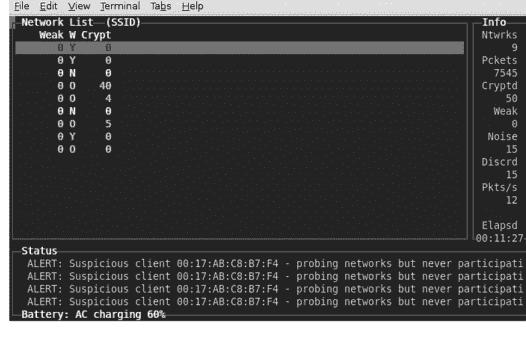 File Edit View Terminal Tabs Help
Network List—(SSID) Info
Weak W Crypt Ntwrks
0 Y 0 9
0 Y 0 Pckets
0 N 0 7545
0 O 40 Cryptd
0 O 4 50
0 N 0 Weak
0 O 5 0
0 Y 0 Noise
0 O 0 15
Discrd
15
Pkts/s
12
Elapsd
00:11:27
Status
ALERT: Suspicious client 00:17:AB:C8:B7:F4 - probing networks but never participati
ALERT: Suspicious client 00:17:AB:C8:B7:F4 - probing networks but never participati
ALERT: Suspicious client 00:17:AB:C8:B7:F4 - probing networks but never participati
ALERT: Suspicious client 00:17:AB:C8:B7:F4 - probing networks but never participati
Battery: AC charging 60%